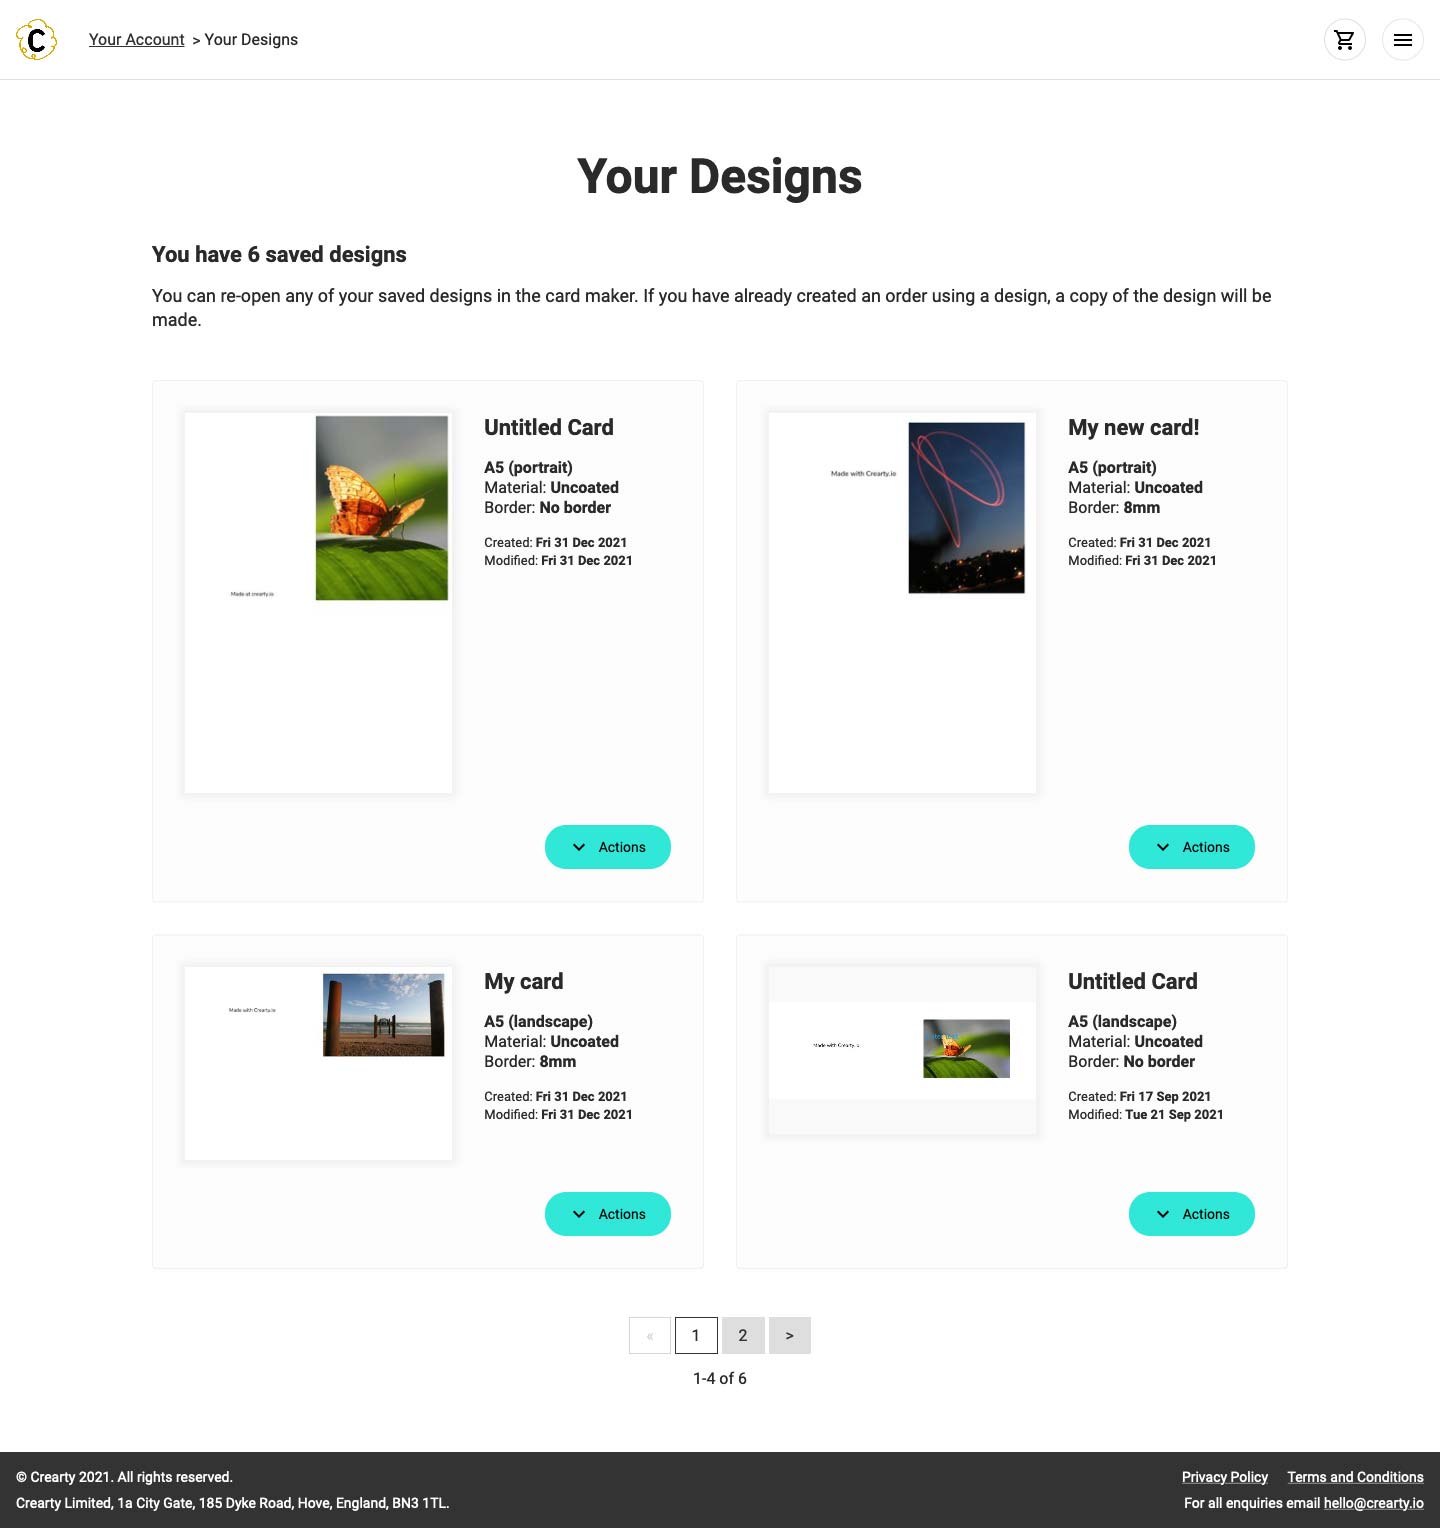 C
Your Account > Your Designs
Your Designs
You have 6 saved designs
You can re-open any of your saved designs in the card maker. If you have already created an order using a design, a copy of the design will be
made.
Made at crearty.io
Untitled Card
A5 (portrait)
Material: Uncoated
Border: No border
Created: Fri 31 Dec 2021
Modified: Fri 31 Dec 2021
Actions
Made with Crearty.io
My new card!
A5 (portrait)
Material: Uncoated
Border: 8mm
Created: Fri 31 Dec 2021
Modified: Fri 31 Dec 2021
Actions
Made with Crearty.io
My card
A5 (landscape)
Material: Uncoated
Border: 8mm
Created: Fri 31 Dec 2021
Modified: Fri 31 Dec 2021
Actions
Made with Crearty.io
Untitled Card
A5 (landscape)
Material: Uncoated
Border: No border
Created: Fri 17 Sep 2021
Modified: Tue 21 Sep 2021
Actions
« 1 2 >
1-4 of 6
© Crearty 2021. All rights reserved.
Crearty Limited, 1a City Gate, 185 Dyke Road, Hove, England, BN3 1TL.
Privacy Policy Terms and Conditions
For all enquiries email hello@crearty.io